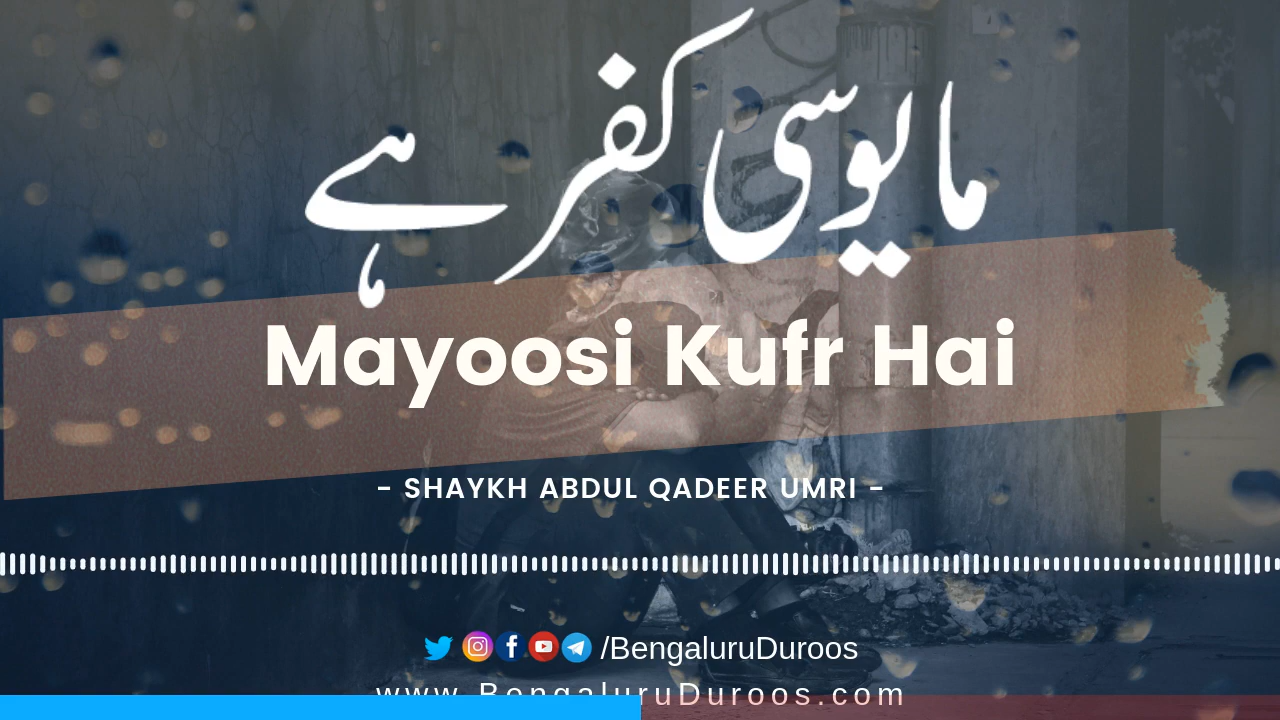 مایوسی کفر ہے
Mayoosi Kufr Hai
- SHAYKH ABDUL QADEER UMRI -
/BengaluruDuroos
www.BengaluruDuroos.com